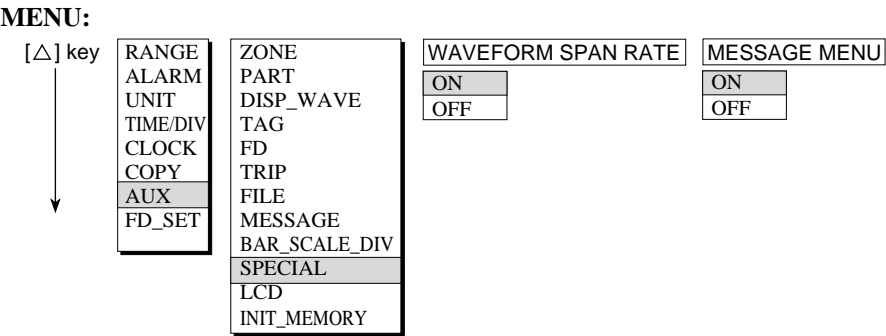 MENU:
[△] key
RANGE
ALARM
UNIT
TIME/DIV
CLOCK
COPY
AUX
FD_SET
ZONE
PART
DISP_WAVE
TAG
FD
TRIP
FILE
MESSAGE
BAR_SCALE_DIV
SPECIAL
LCD
INIT_MEMORY
WAVEFORM SPAN RATE
ON
OFF
MESSAGE MENU
ON
OFF